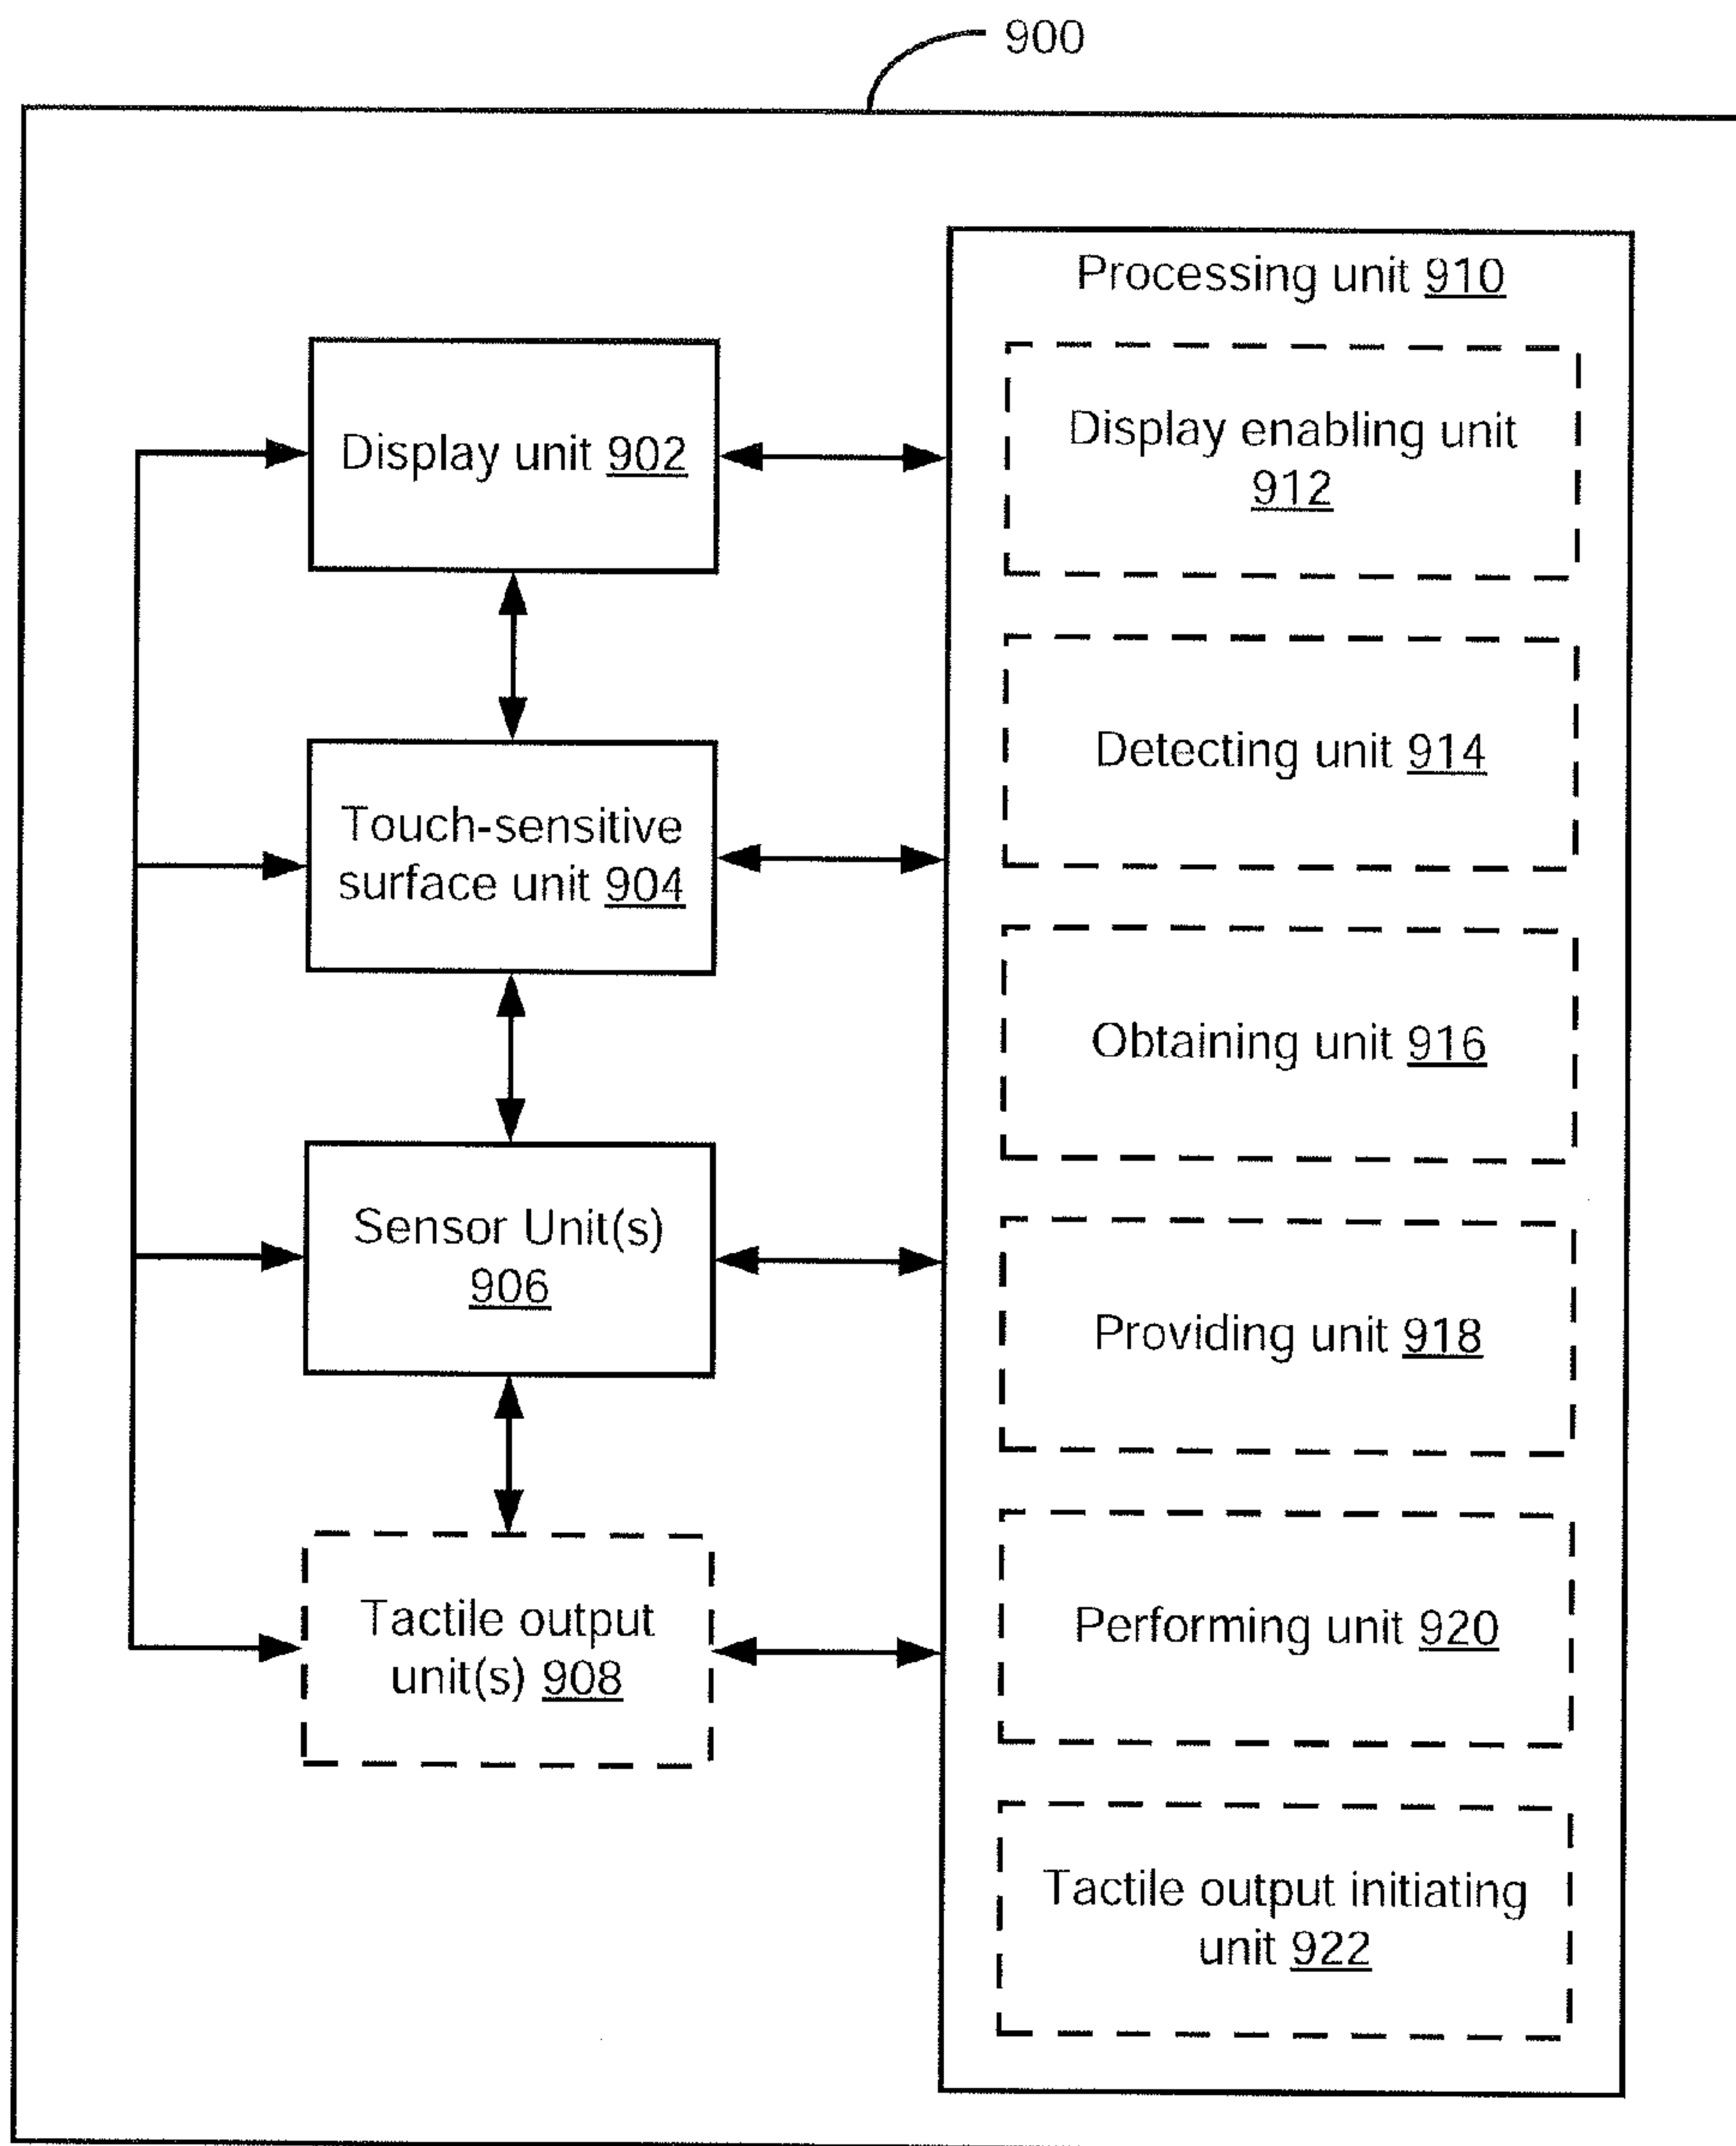 900
Processing unit 910
Display enabling unit
912
Display unit 902
Detecting unit 914
Touch-sensitive
surface unit 904
Obtaining unit 916
Sensor Unit(s)
906
Providing unit 918
Tactile output
unit(s) 908
Performing unit 920
Tactile output initiating
unit 922